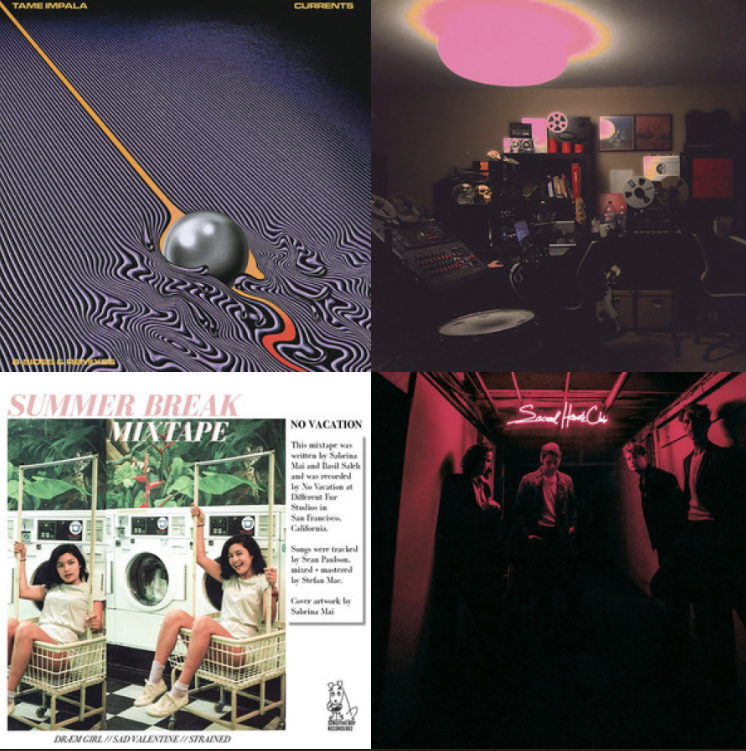 TAME IMPALA
CURRENTS
B-SIDES & REMIXES
SUMMER BREAK
MIXTAPE
NO VACATION
This mixtape was
written by Sabrina
Mai and Basil Saleh
and was recorded
by No Vacation at
Different Fur
Studios in
San Francisco,
California.
Songs were tracked
by Sean Paulson,
mixed + mastered
by Stefan Mac.
Cover artwork by
Sabrina Mai
DRÆM GIRL // SAD VALENTINE // STRAINED
Sacred Hearts Club